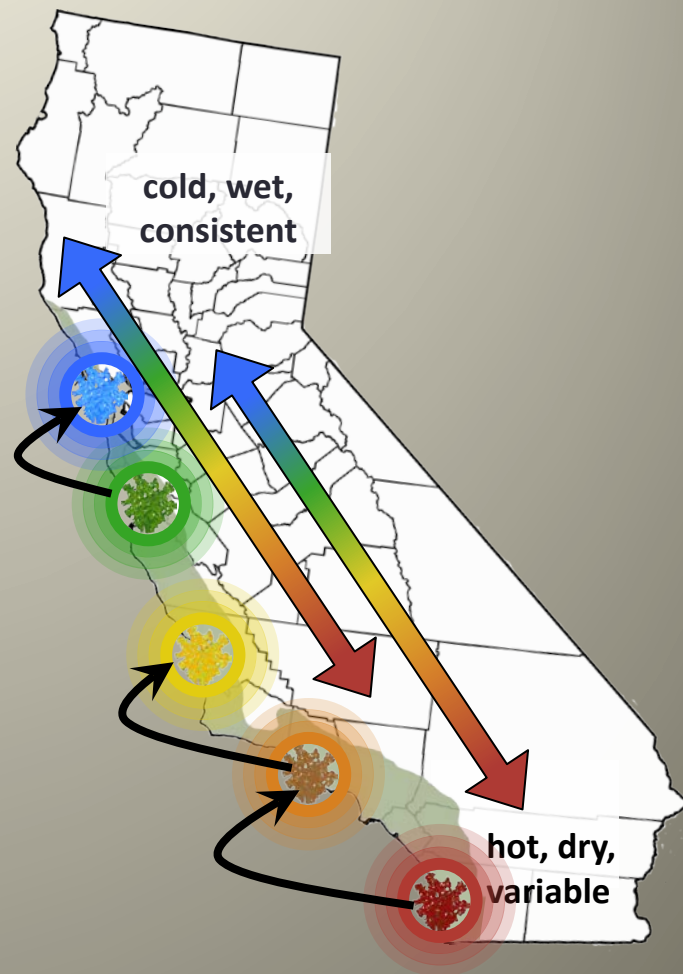 cold, wet,
consistent
hot, dry,
variable